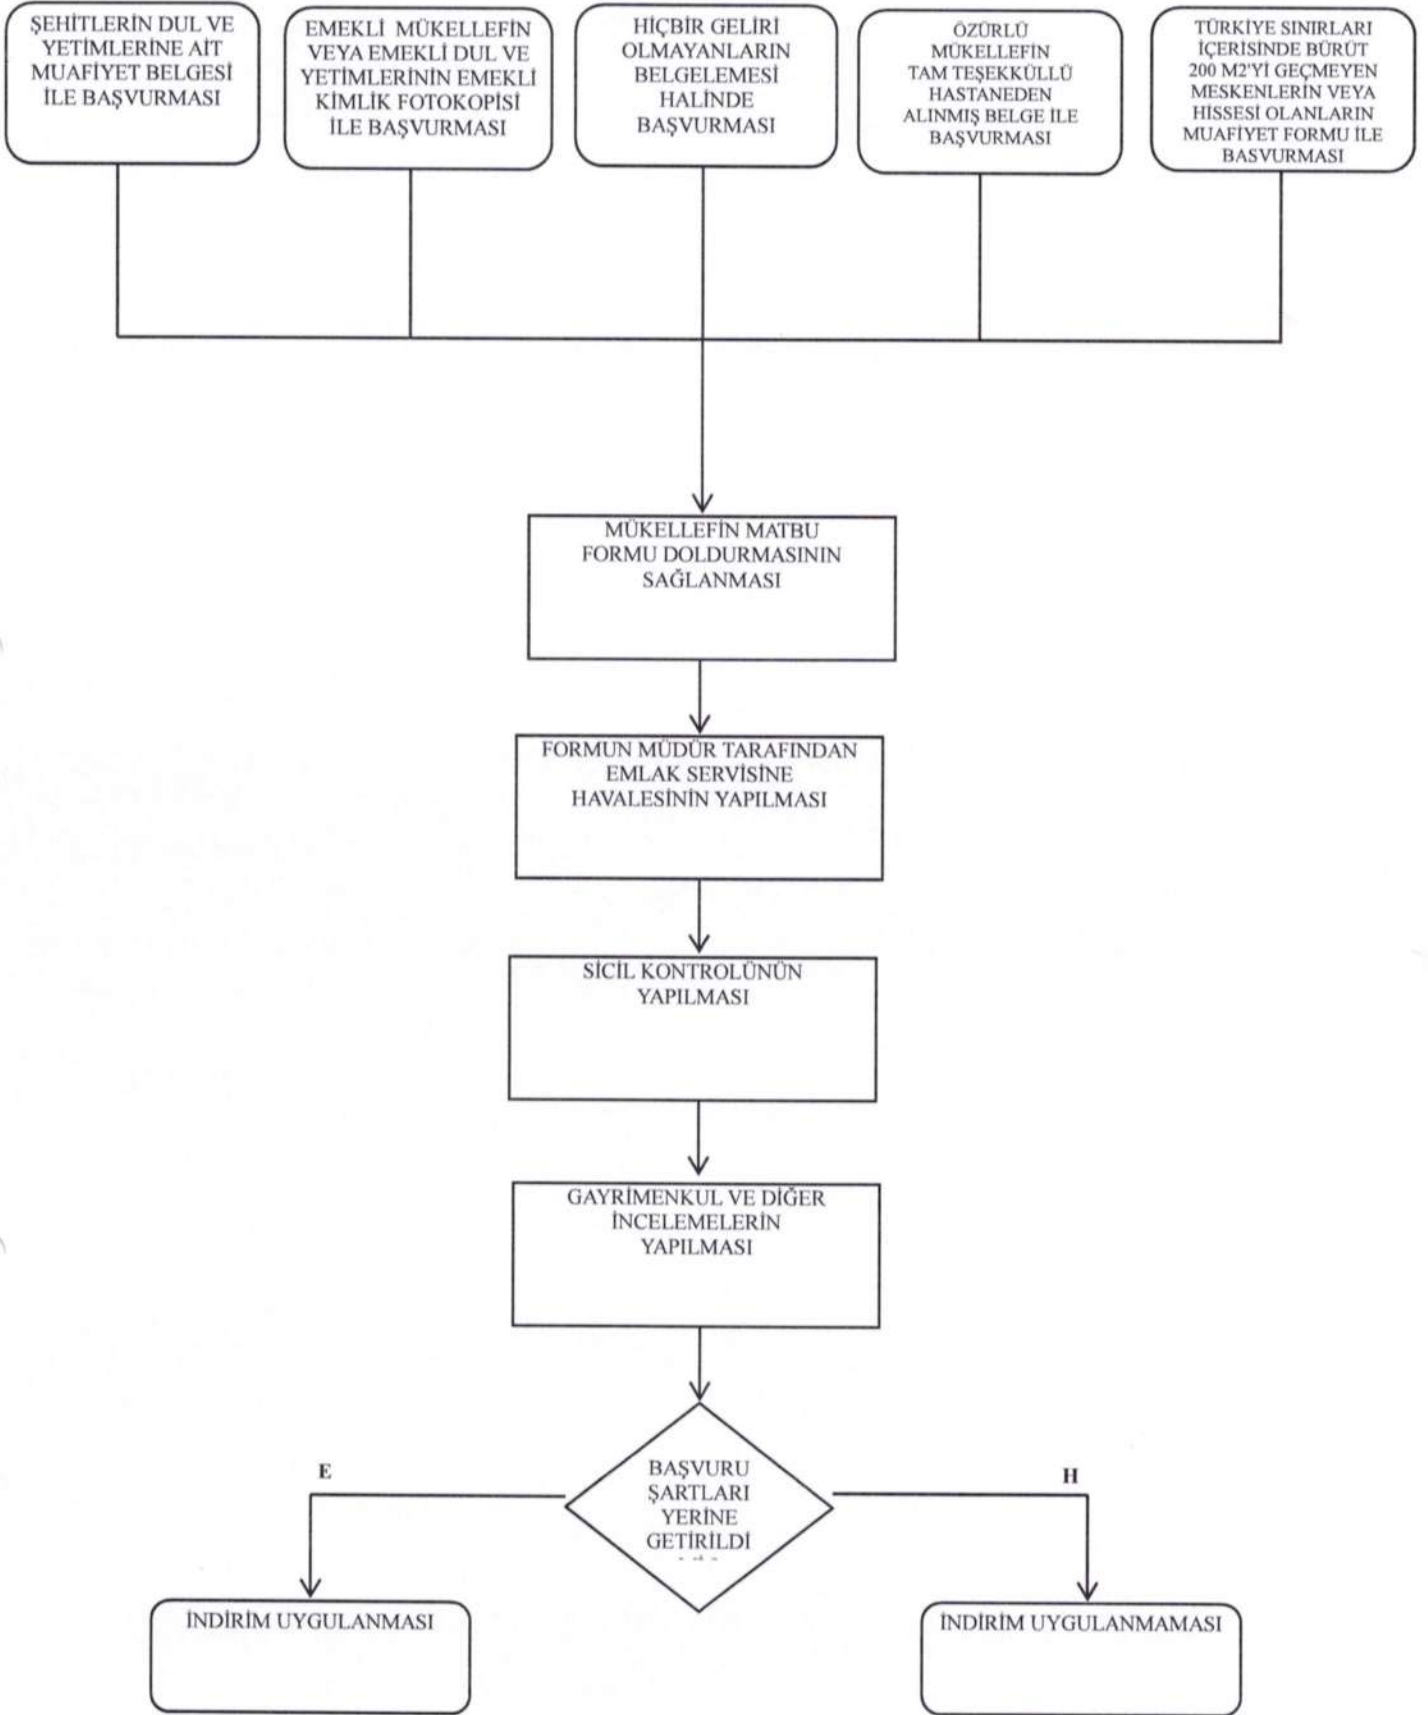 ŞEHİTLERİN DUL VE
YETİMLERİNE AİT
MUAFİYET BELGESİ
İLE BAŞVURMASI
EMEKLİ MÜKELLEFİN
VEYA EMEKLİ DUL VE
YETİMLERİNİN EMEKLİ
KİMLİK FOTOKOPİSİ
İLE BAŞVURMASI
HİÇBİR GELİRİ
OLMAYANLARIN
BELGELEMESİ
HALİNDE
BAŞVURMASI
ÖZÜRLÜ
MÜKELLEFİN
TAM TEŞEKKÜLLÜ
HASTANEDEN
ALINMIŞ BELGE İLE
BAŞVURMASI
TÜRKİYE SINIRLARI
İÇERİSİNDE BÜRÜT
200 M2'Yİ GEÇMEYEN
MESKENLERİN VEYA
HİSSESİ OLANLARIN
MUAFİYET FORMU İLE
BASVURMASI
MÜKELLEFİN MATBU
FORMU DOLDURMASININ
SAĞLANMASI
FORMUN MÜDÜR TARAFINDAN
EMLAK SERVİSİNE
HAVALESİNİN YAPILMASI
SİCİL KONTROLÜNÜN
YAPILMASI
GAYRİMENKUL VE DİĞER
İNCELEMELERİN
YAPILMASI
BAŞVURU
ŞARTLARI
YERİNE
GETİRİLDİ
E
H
İNDİRİM UYGULANMASI
İNDİRİM UYGULANMAMASI